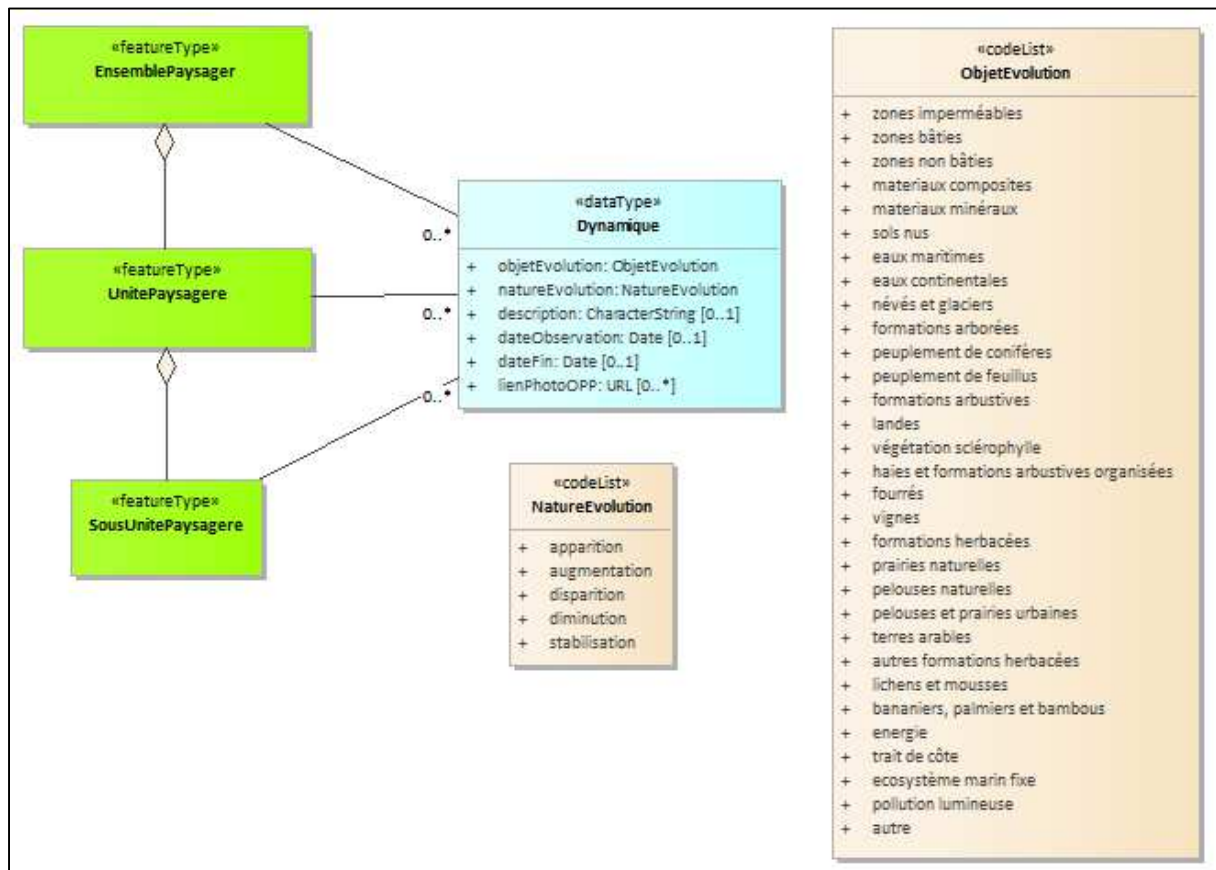 «featureType»
EnsemblePaysager
«featureType»
UnitePaysagere
«featureType»
SousUnitePaysagere
0..*
0..*
0..*
«dataType»
Dynamique
+ objetEvolution: ObjetEvolution
+ natureEvolution: NatureEvolution
+ description: CharacterString [0..1]
+ dateObservation: Date [0..1]
+ dateFin: Date [0..1]
+ lienPhotoOPP: URL [0..*]
«codeList»
NatureEvolution
+ apparition
+ augmentation
+ disparition
+ diminution
+ stabilisation
«codeList»
ObjetEvolution
+ zones imperméables
+ zones bâties
+ zones non bâties
+ materiaux composites
+ materiaux minéraux
+ sols nus
+ eaux maritimes
+ eaux continentales
+ névés et glaciers
+ formations arborées
+ peuplement de conifères
+ peuplement de feuillus
+ formations arbustives
+ landes
+ végétation sclérophylle
+ haies et formations arbustives organisées
+ fourrés
+ vignes
+ formations herbacées
+ prairies naturelles
+ pelouses naturelles
+ pelouses et prairies urbaines
+ terres arables
+ autres formations herbacées
+ lichens et mousses
+ bananiers, palmiers et bambous
+ energie
+ trait de côte
+ ecosystème marin fixe
+ pollution lumineuse
+ autre